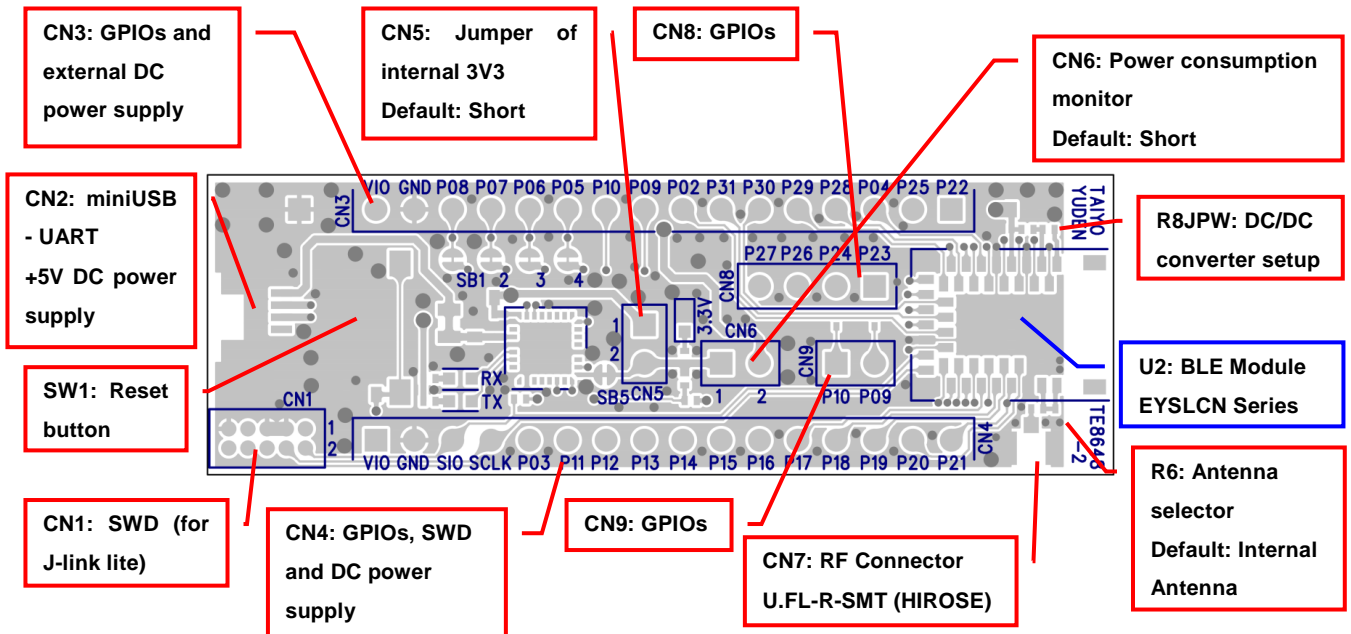 CN3: GPIOs and
external DC
power supply
CN5: Jumper of
internal 3V3
Default: Short
CN8: GPIOs
CN6: Power consumption
monitor
Default: Short
CN2: miniUSB
- UART
+5V DC power
supply
R8JPW: DC/DC
converter setup
SW1: Reset
button
U2: BLE Module
EYSLCN Series
CN1: SWD (for
J-link lite)
CN4: GPIOs, SWD
and DC power
supply
CN9: GPIOs
CN7: RF Connector
U.FL-R-SMT (HIROSE)
R6: Antenna
selector
Default: Internal
Antenna
VIO GND P08 P07 P06 P05 P10 P09 P02 P31 P30 P29 P28 P04 P25 P22
CN3
TAIYO
YUDEN
P27 P26 P24 P23
CN8
SB1 2 3 4
3.3V
1
2
CN5
CN6
1 2
CN9
P10 P09
SB5
RX
TX
CN1
1
2
VIO GND SIO SCLK P03 P11 P12 P13 P14 P15 P16 P17 P18 P19 P20 P21
CN4
TE8648
-2